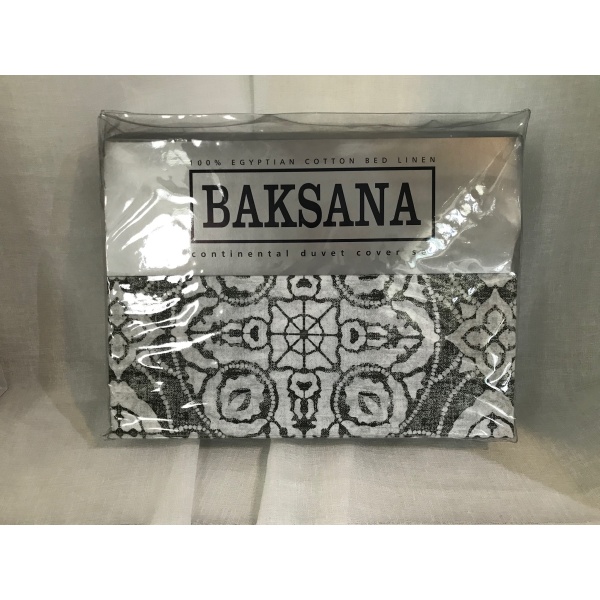 100% EGYPTIAN COTTON BED LINEN
BAKSANA
continental duvet cover